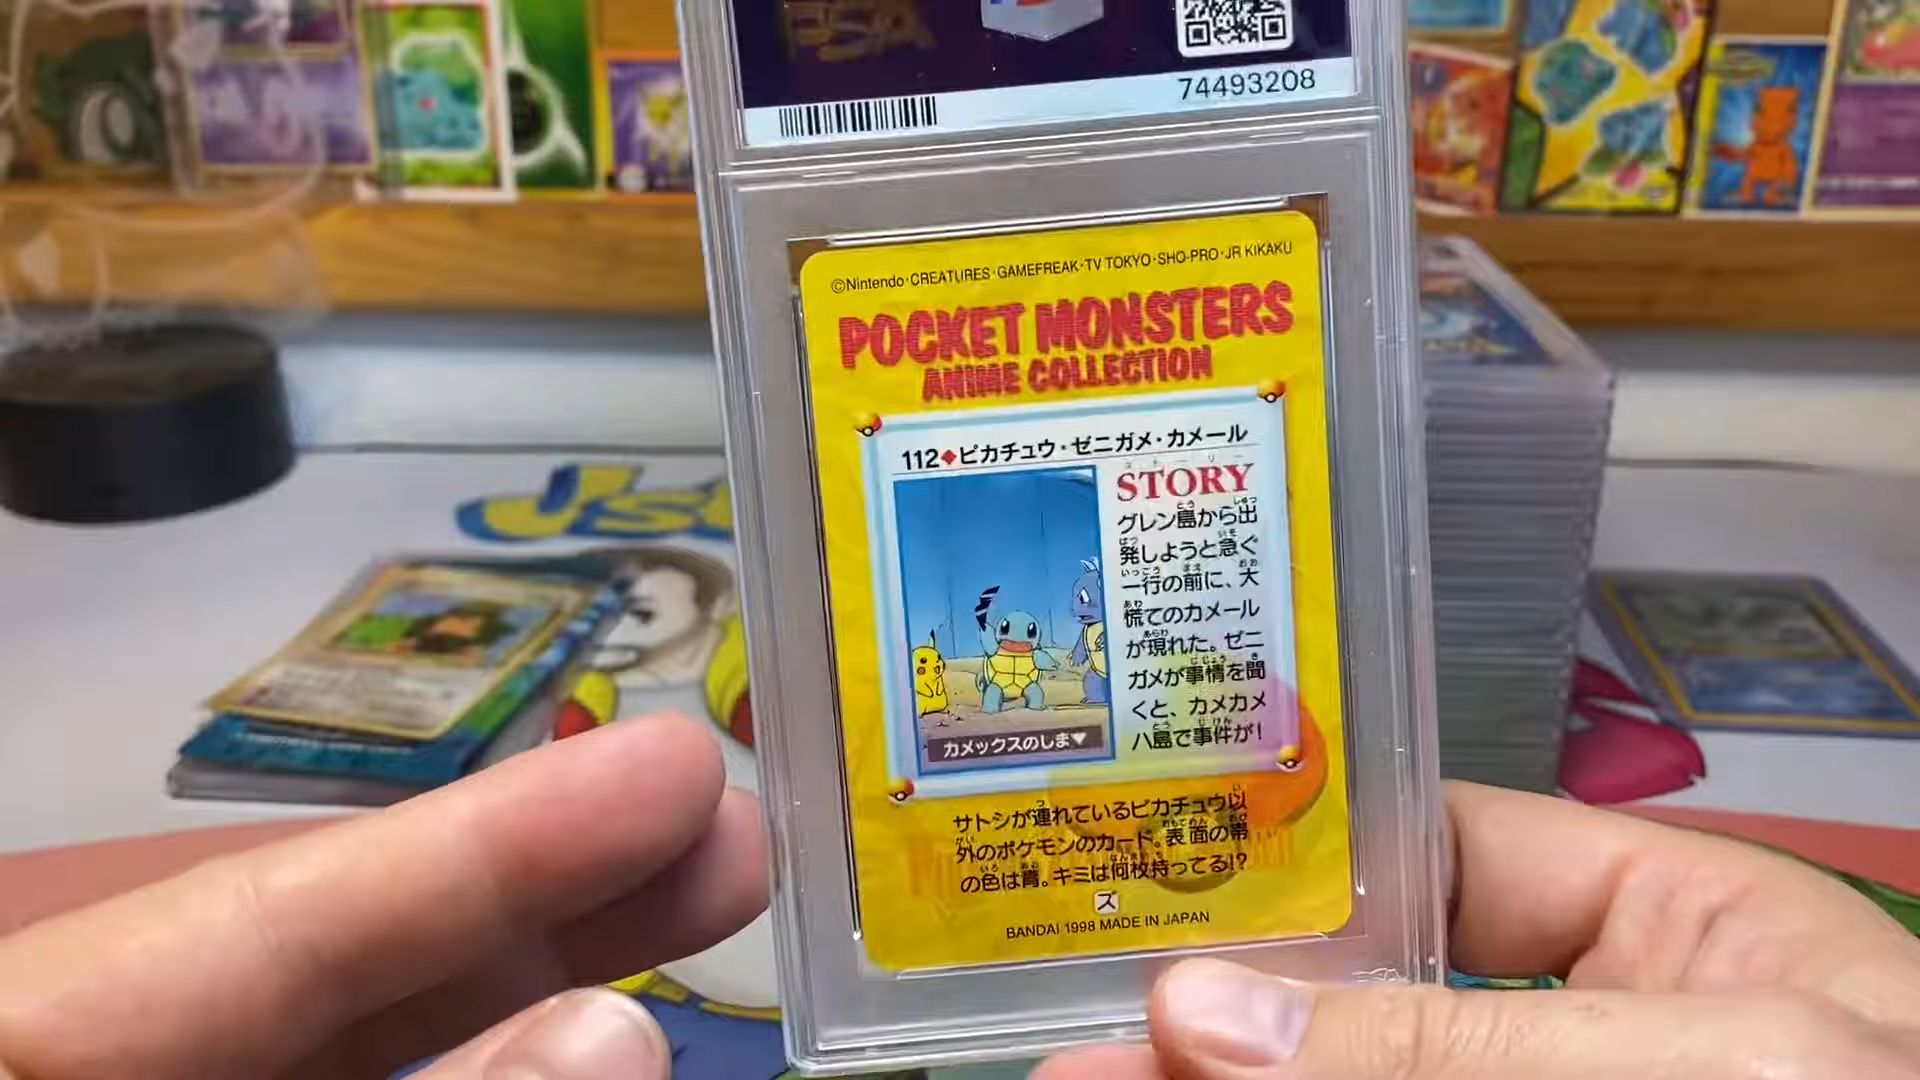 PSA
74493208
©Nintendo・CREATURES・GAMEFREAK・TV TOKYO・SHO-PRO・JR KIKAKU
POCKET MONSTERS
ANIME COLLECTION
112◆ピカチュウ・ゼニガメ・カメール
ストーリー
STORY
グレン島から出
発しようと急ぐ
一行の前に、大
慌てのカメール
が現れた。ゼニ
ガメが事情を聞
くと、カメカメ
ハ島で事件が!
カメックスのしま▼
サトシが連れているピカチュウ以
外のポケモンのカード。表面の帯
の色は青。キミは何枚持ってる!?
ズ
BANDAI 1998 MADE IN JAPAN